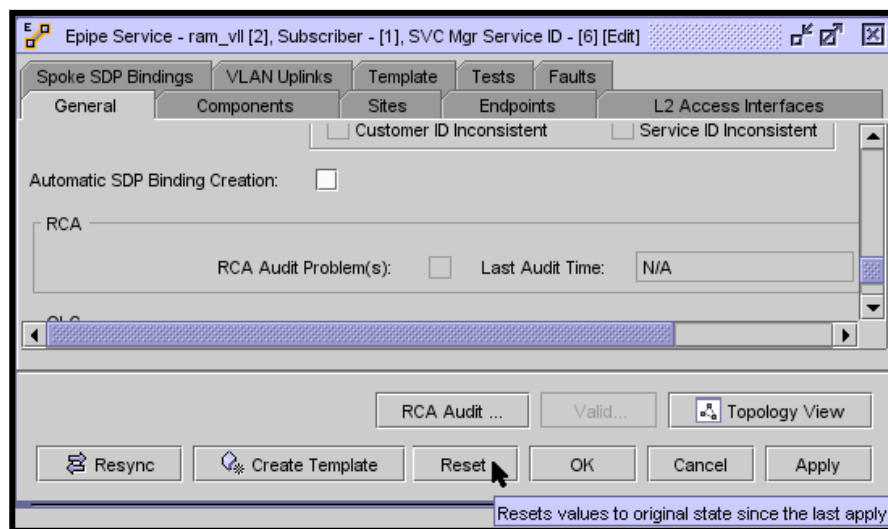 Epipe Service - ram_vll [2], Subscriber - [1], SVC Mgr Service ID - [6] [Edit]
Spoke SDP Bindings VLAN Uplinks Template Tests Faults
General Components Sites Endpoints L2 Access Interfaces
Customer ID Inconsistent Service ID Inconsistent
Automatic SDP Binding Creation:
RCA
RCA Audit Problem(s): Last Audit Time: N/A
RCA Audit ... Valid... Topology View
Resync Create Template Reset OK Cancel Apply
Resets values to original state since the last apply